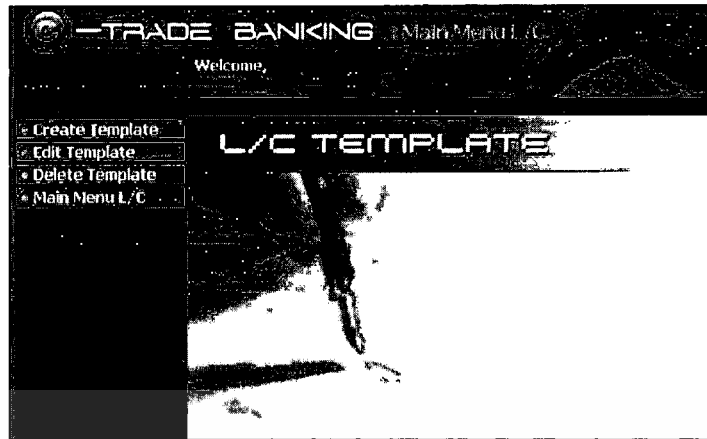 e-TRADE BANKING Main Menu L/C
Welcome,
Create Template
Edit Template
Delete Template
Main Menu L/C
L/C TEMPLATE